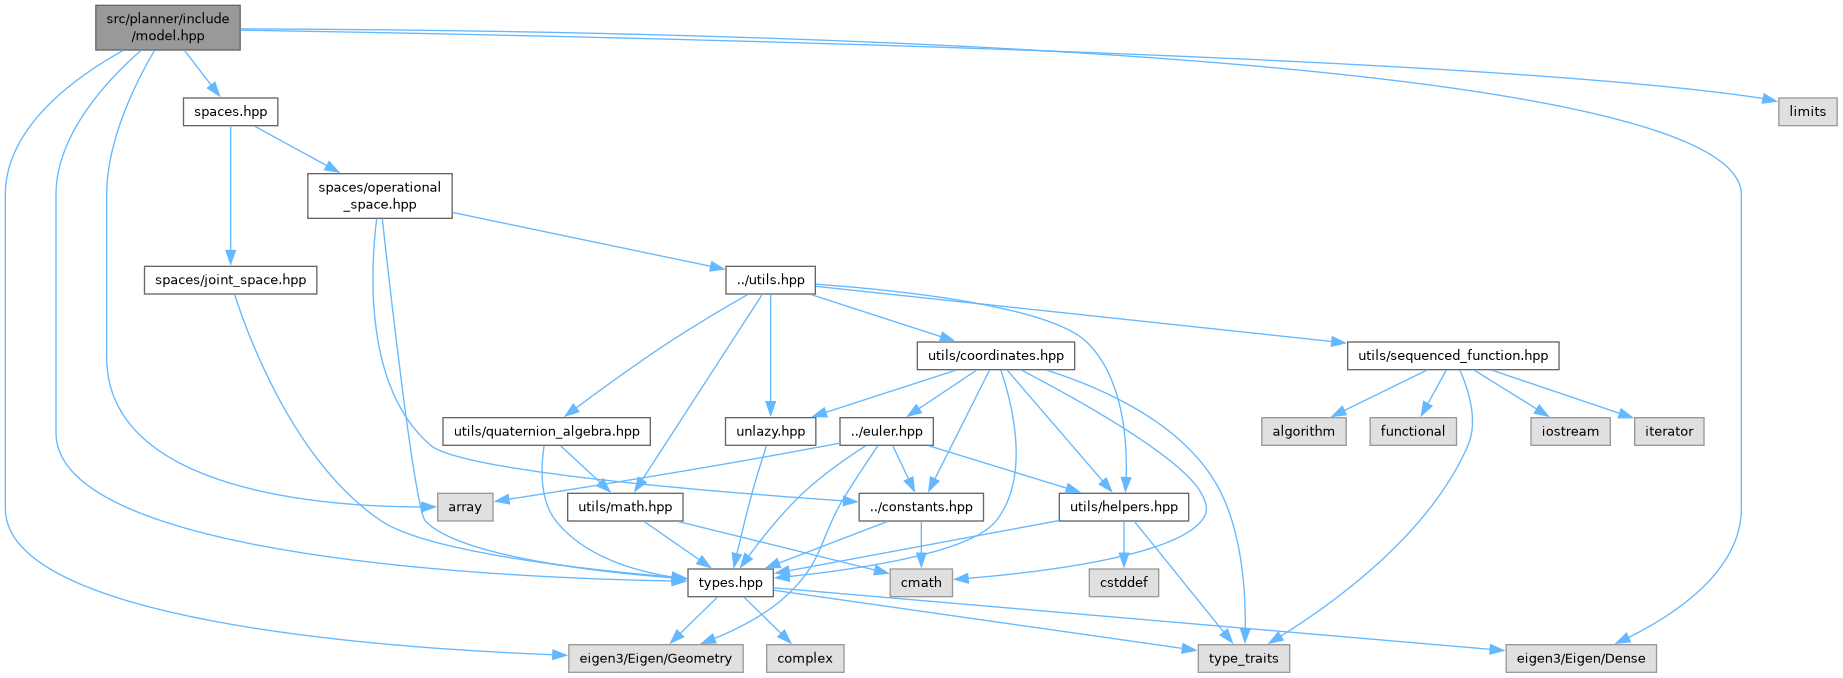 src/planner/include
/model.hpp
spaces.hpp
limits
spaces/operational
_space.hpp
spaces/joint_space.hpp
../utils.hpp
utils/coordinates.hpp
utils/sequenced_function.hpp
utils/quaternion_algebra.hpp
unlazy.hpp
../euler.hpp
algorithm
functional
iostream
iterator
array
utils/math.hpp
../constants.hpp
utils/helpers.hpp
types.hpp
cmath
cstddef
eigen3/Eigen/Geometry
complex
type_traits
eigen3/Eigen/Dense